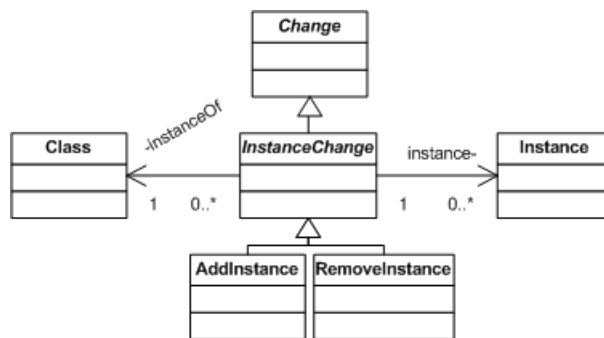 Change
-instanceOf
Class
InstanceChange
instance-
Instance
1
0..*
1
0..*
AddInstance
RemoveInstance